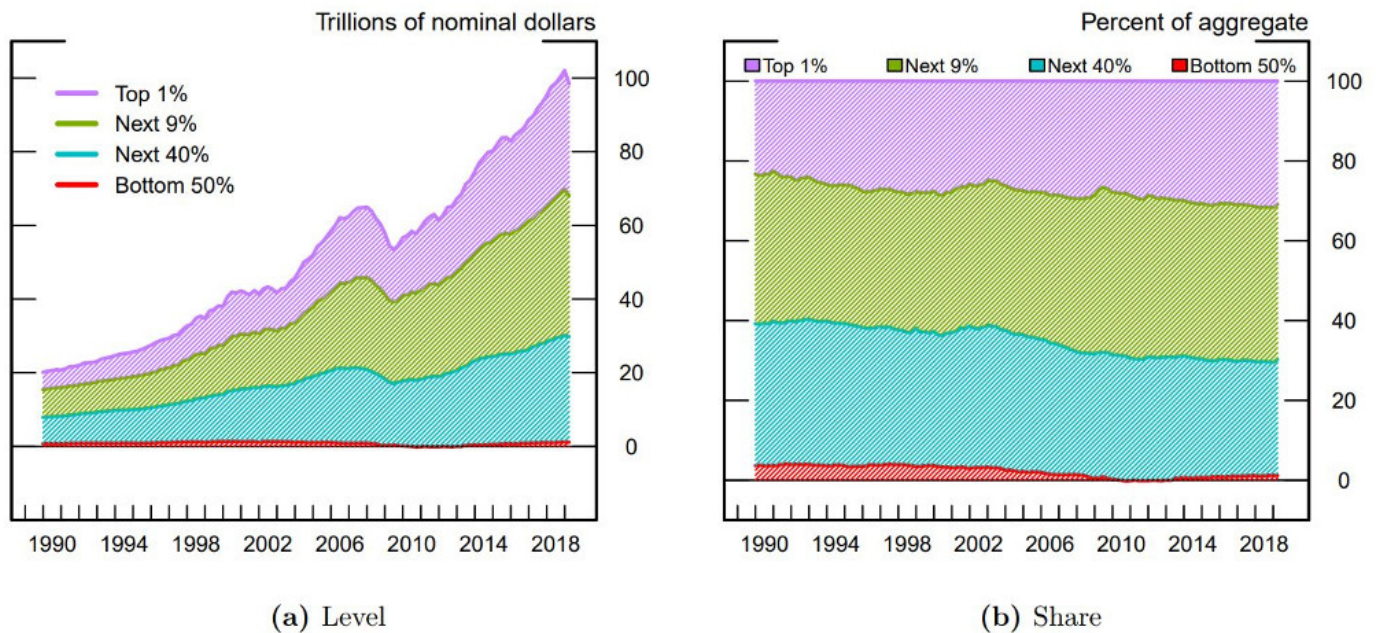 Trillions of nominal dollars
Top 1%
Next 9%
Next 40%
Bottom 50%
100
80
60
40
20
0
1990 1994 1998 2002 2006 2010 2014 2018
(a) Level
Percent of aggregate
Top 1% Next 9% Next 40% Bottom 50%
100
80
60
40
20
0
1990 1994 1998 2002 2006 2010 2014 2018
(b) Share